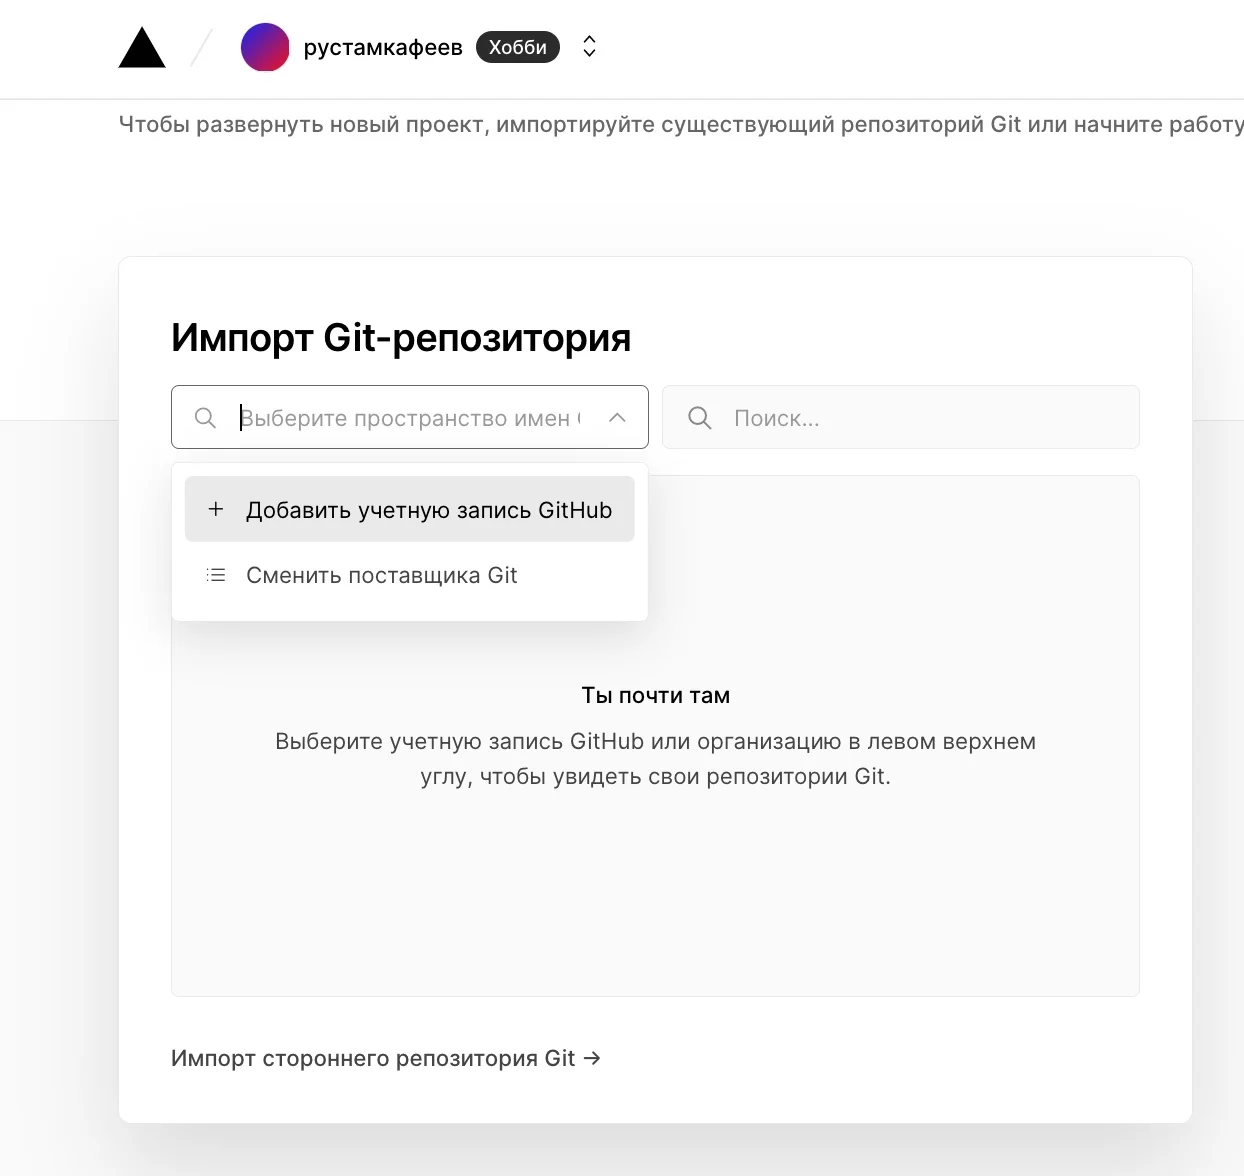 рустамкафеев Хобби
Чтобы развернуть новый проект, импортируйте существующий репозиторий Git или начните работу
Импорт Git-репозитория
Выберите пространство имен
Поиск...
Добавить учетную запись GitHub
Сменить поставщика Git
Ты почти там
Выберите учетную запись GitHub или организацию в левом верхнем
углу, чтобы увидеть свои репозитории Git.
Импорт стороннего репозитория Git →